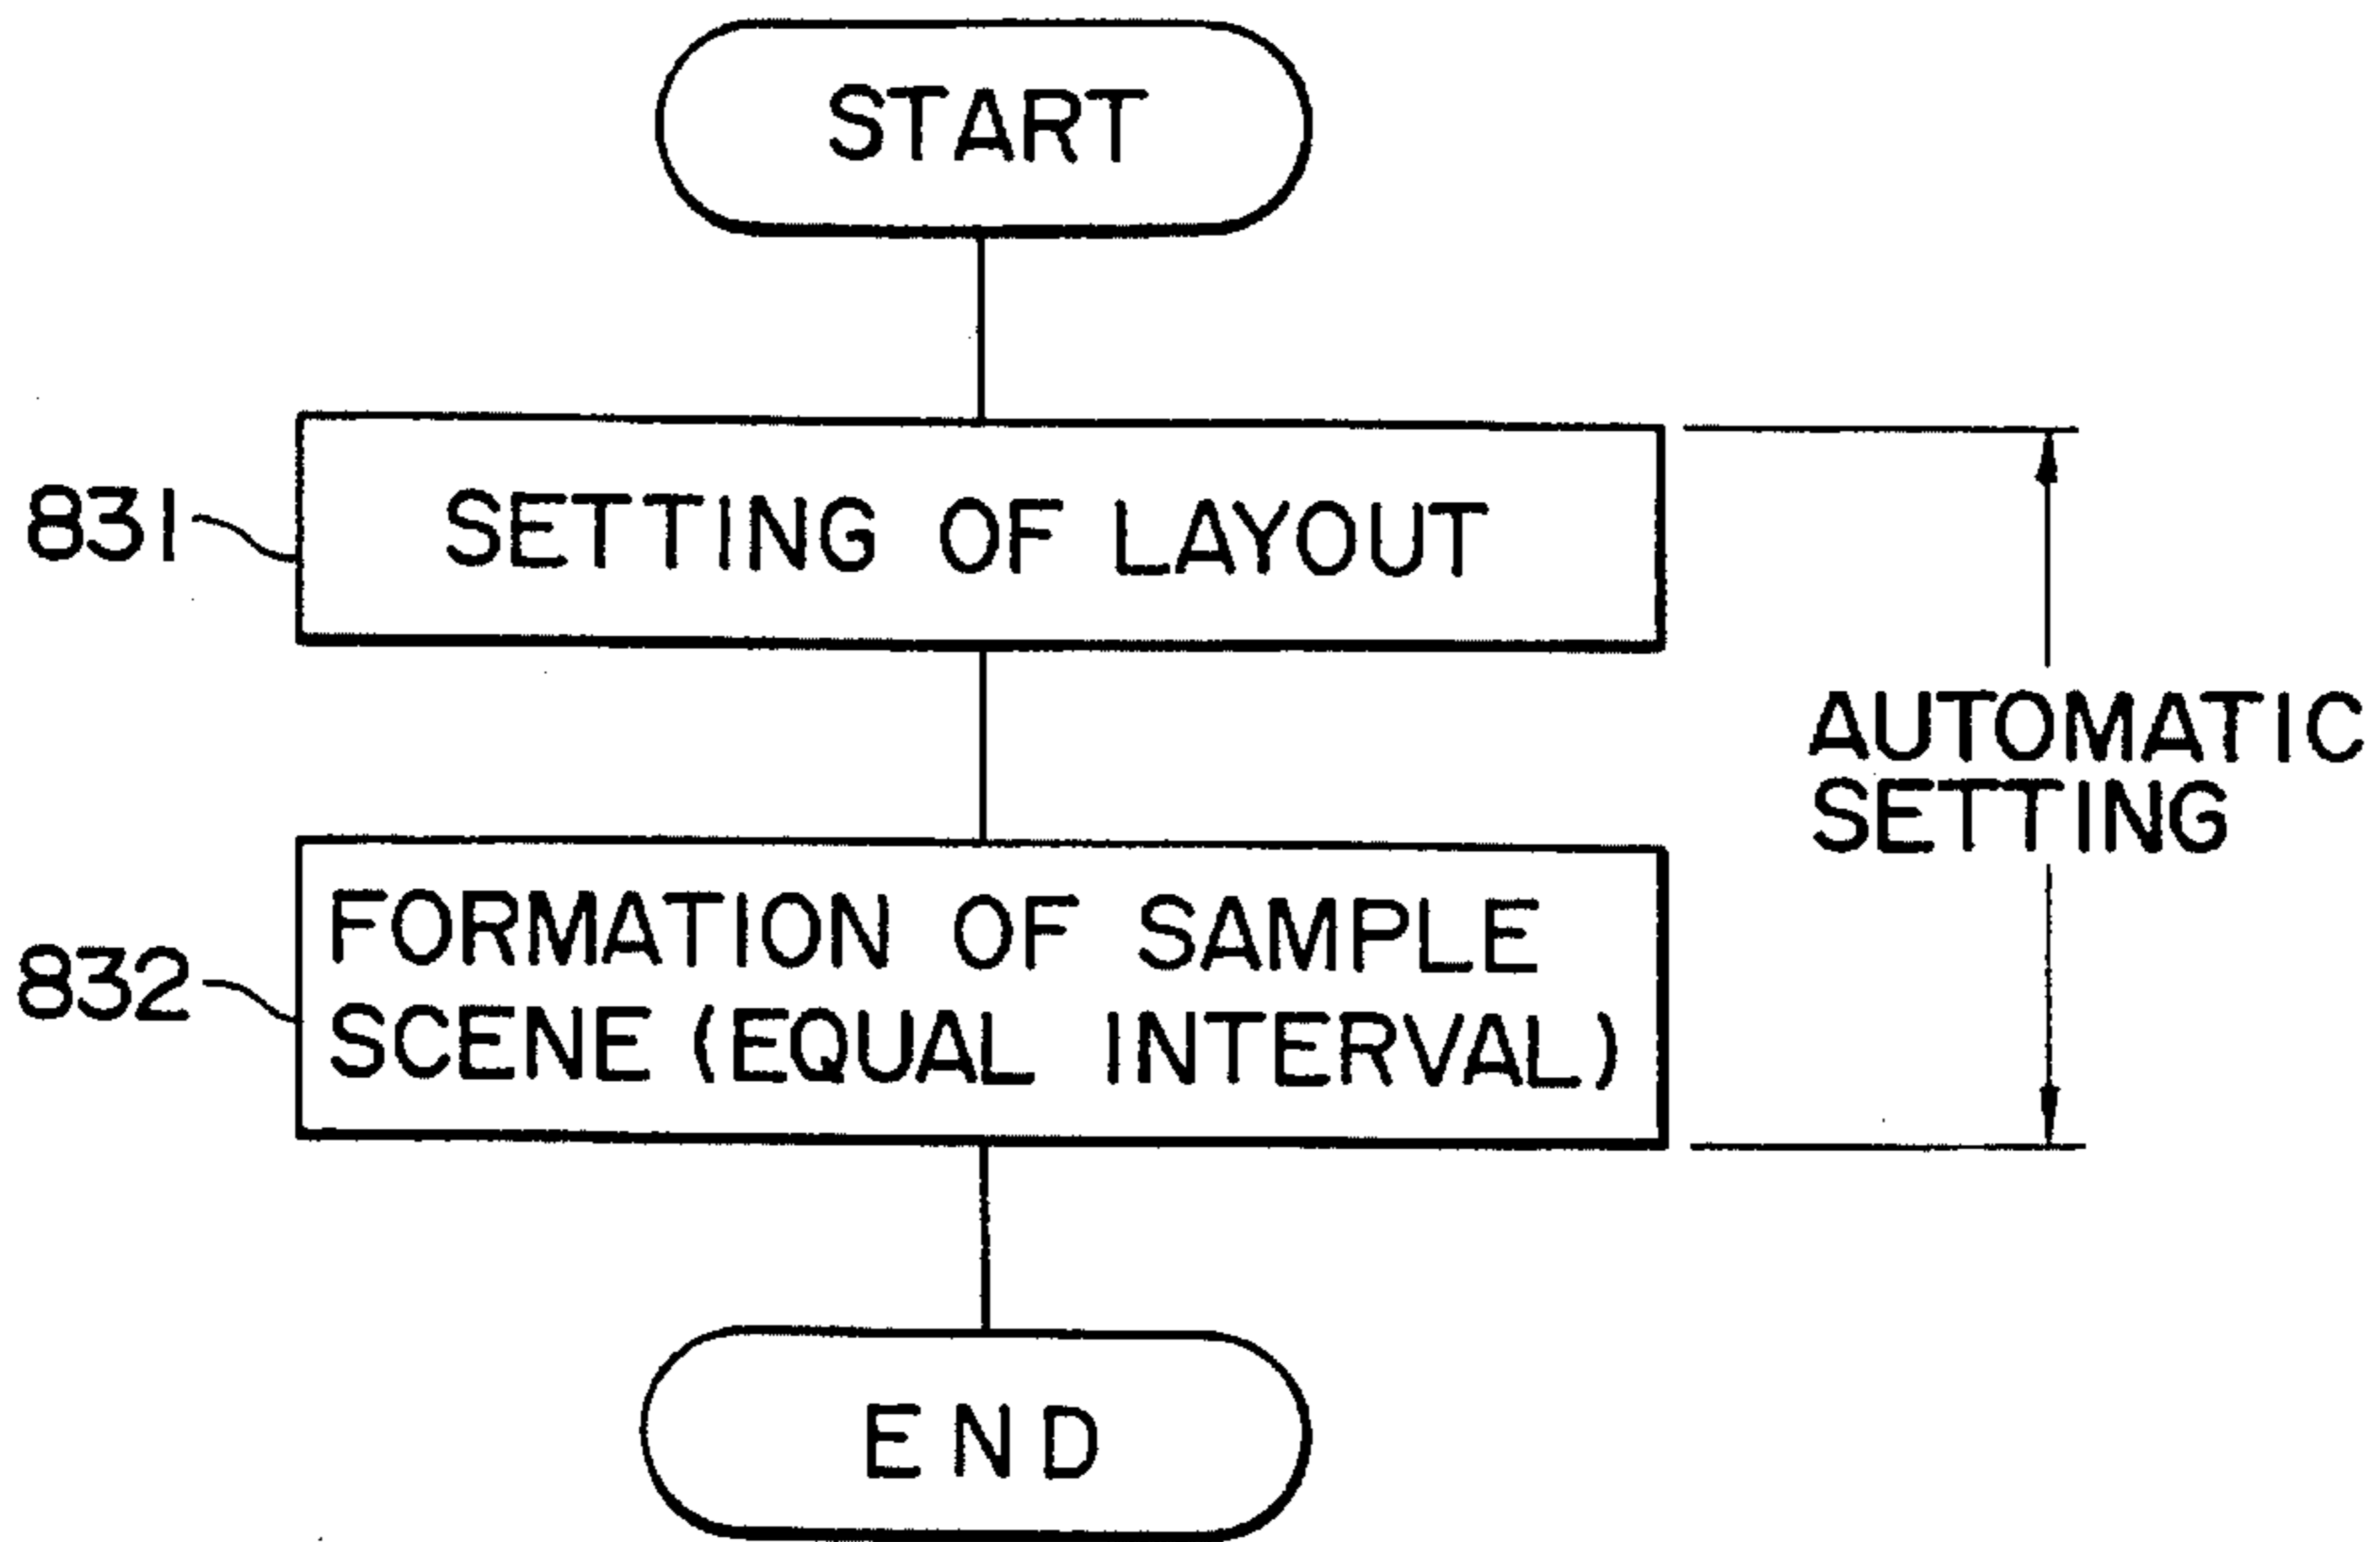 START
831
SETTING OF LAYOUT
AUTOMATIC
SETTING
832
FORMATION OF SAMPLE
SCENE (EQUAL INTERVAL)
END